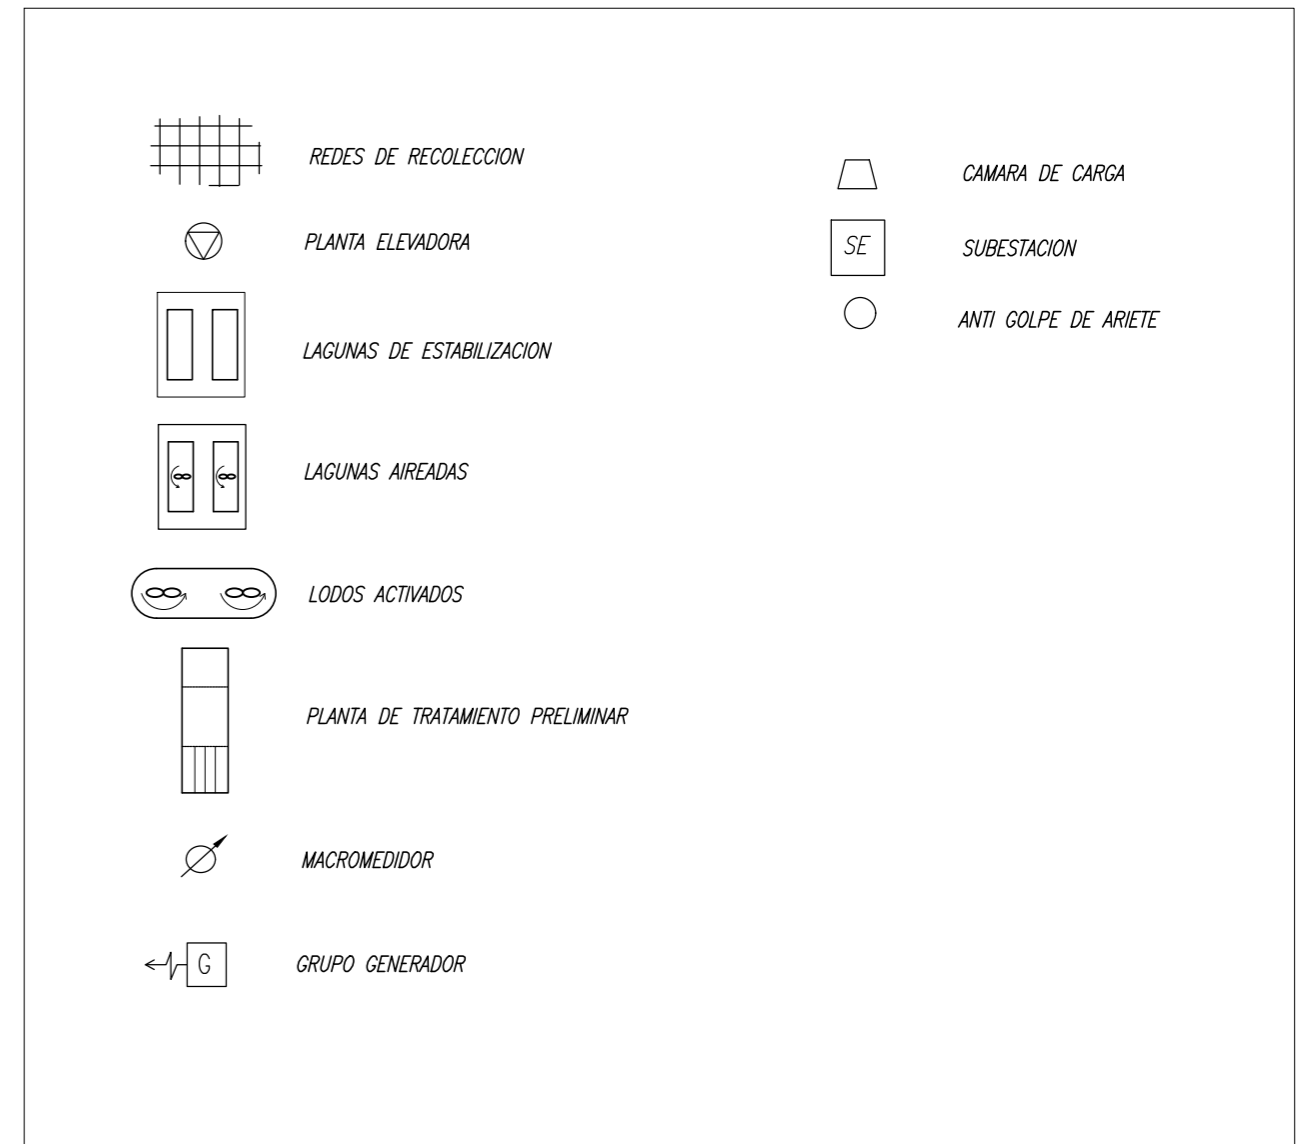 REDES DE RECOLECCION
PLANTA ELEVADORA
LAGUNAS DE ESTABILIZACION
LAGUNAS AIREADAS
LODOS ACTIVADOS
PLANTA DE TRATAMIENTO PRELIMINAR
MACROMEDIDOR
G GRUPO GENERADOR
CAMARA DE CARGA
SE SUBESTACION
ANTI GOLPE DE ARIETE